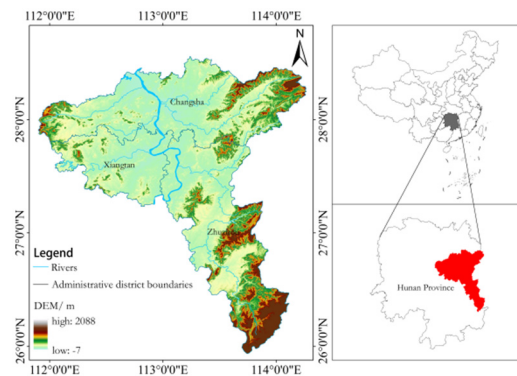 112°0'0"E
113°0'0"E
114°0'0"E
N
28°0'0"N
27°0'0"N
26°0'0"N
28°0'0"N
27°0'0"N
26°0'0"N
Changsha
Xiangtan
Legend
Rivers
Administrative district boundaries
DEM/ m
high: 2088
low: -7
112°0'0"E
113°0'0"E
114°0'0"E
Hunan Province